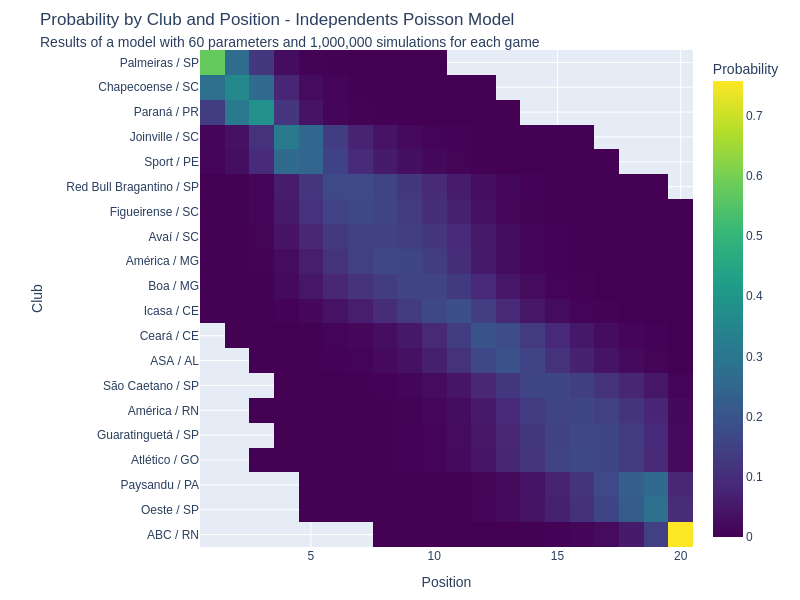 Probability by Club and Position - Independents Poisson Model
Results of a model with 60 parameters and 1,000,000 simulations for each game
Palmeiras / SP
Chapecoense / SC
Paraná / PR
Joinville / SC
Sport / PE
Red Bull Bragantino / SP
Figueirense / SC
Avaí / SC
América / MG
Boa / MG
Icasa / CE
Ceará / CE
ASA / AL
São Caetano / SP
América / RN
Guaratinguetá / SP
Atlético / GO
Paysandu / PA
Oeste / SP
ABC / RN
Club
5
10
15
20
Position
Probability
0.7
0.6
0.5
0.4
0.3
0.2
0.1
0